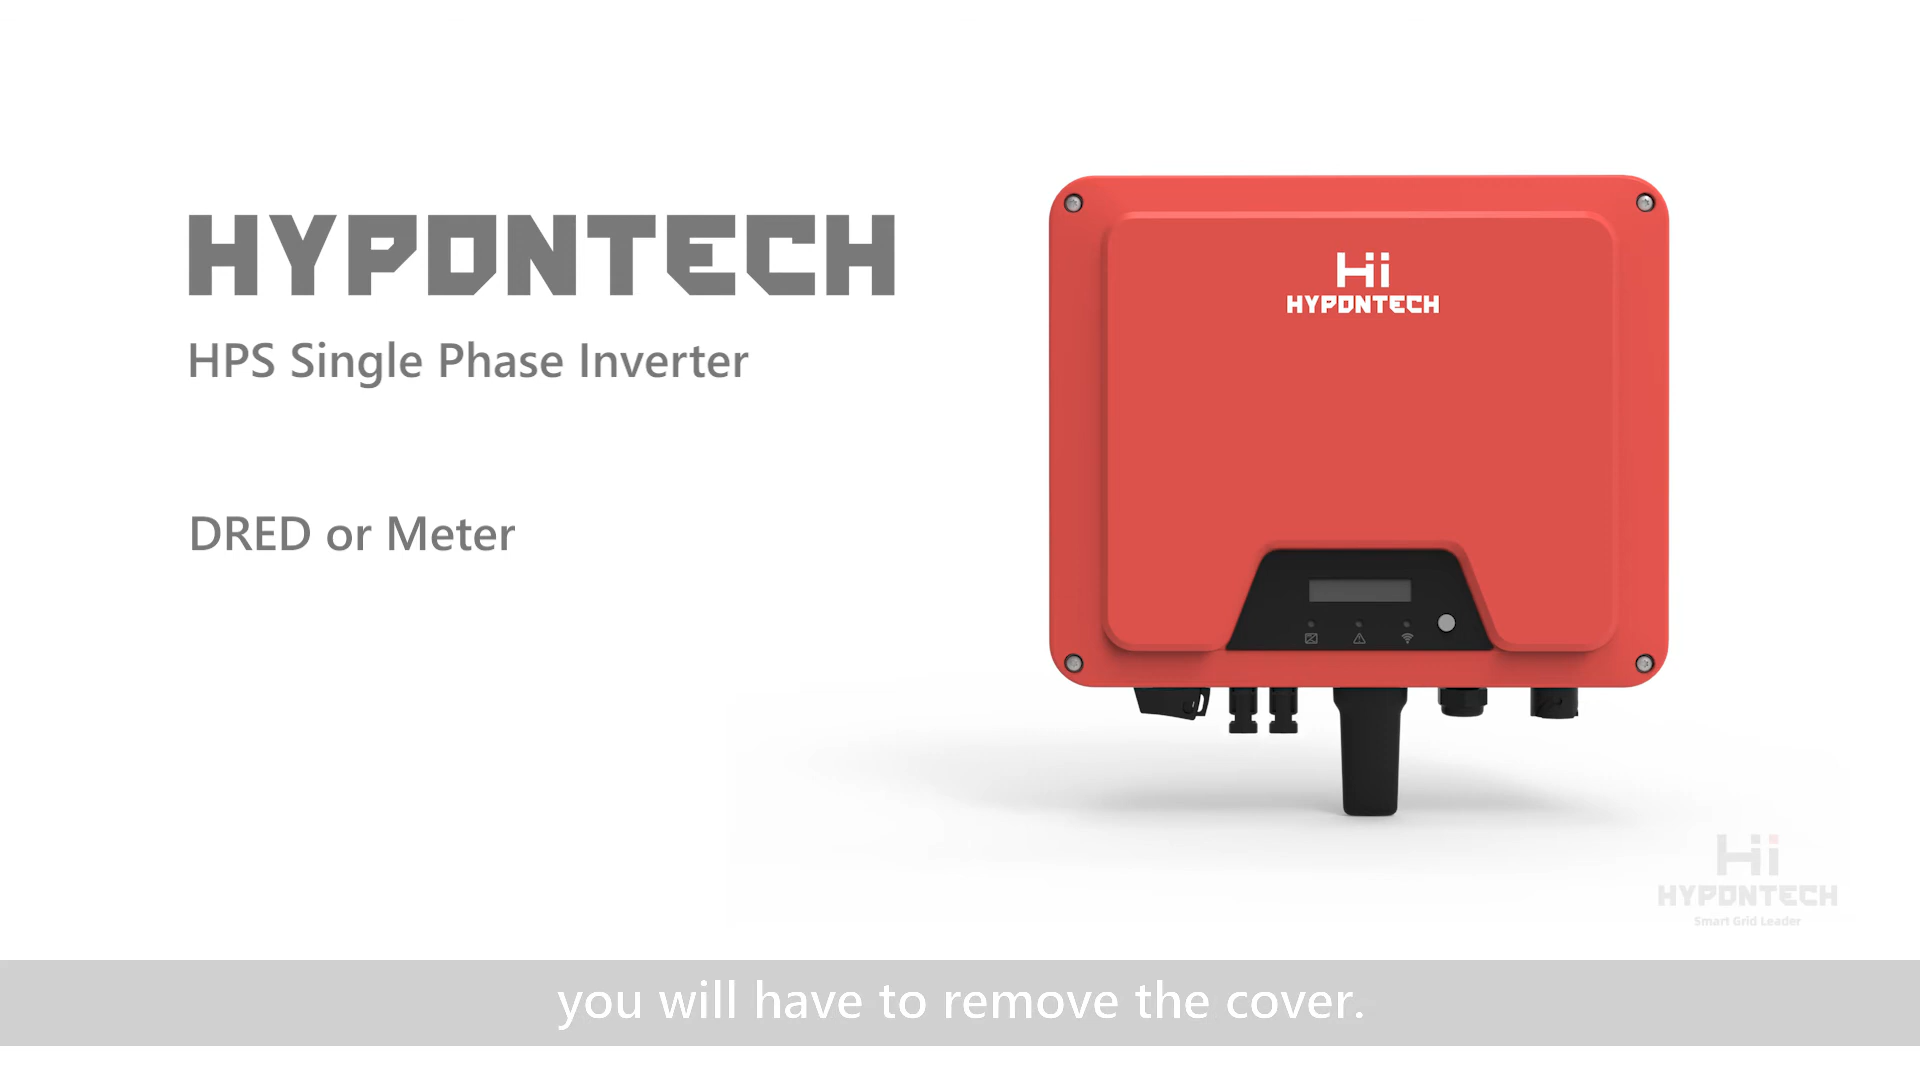 HYPONTECH
HPS Single Phase Inverter
DRED or Meter
Hi
HYPONTECH
Hi
HYPONTECH
Smart Grid Leader
you will have to remove the cover.